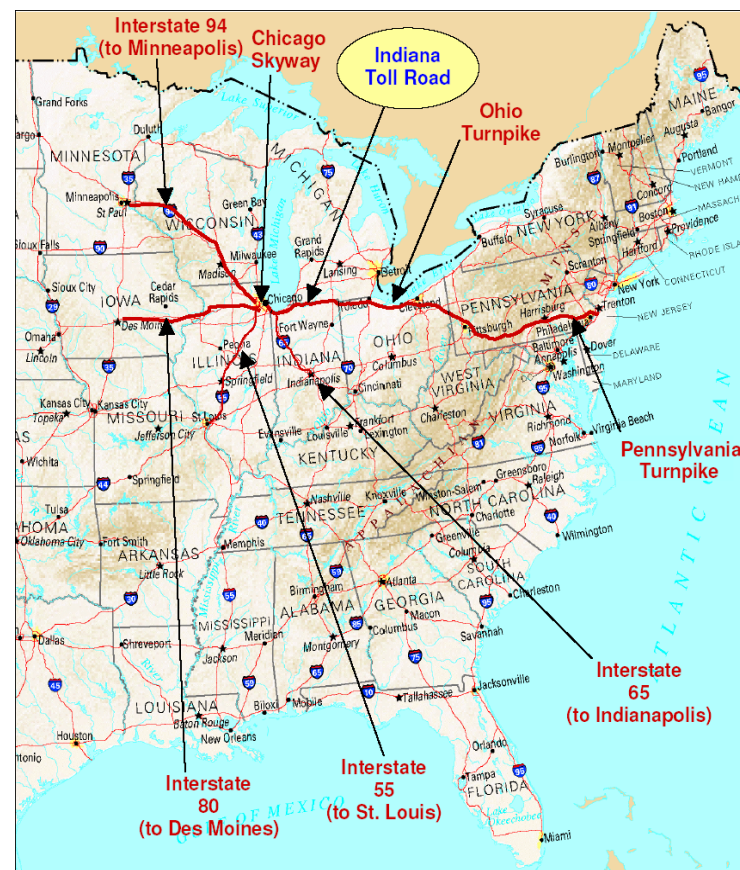 Interstate 94
(to Minneapolis)
Chicago
Skyway
Indiana
Toll Road
Ohio
Turnpike
Grand Forks
Fargo
Duluth
Lake Superior
MINNESOTA
Minneapolis
St Paul
WISCONSIN
Green Bay
MICHIGAN
Lake Michigan
Lake Huron
MAINE
Bangor
Augusta
Burlington
Montpelier
Portland
VERMONT
NEW HAMP
Concord
MASSACH
Boston
Syracuse
Albany
NEW YORK
Springfield
Providence
Buffalo
Hartford
RHODE ISLA
CONNECTICUT
Sioux Falls
Madison
Milwaukee
Grand
Rapids
Lansing
Detroit
Scranton
New York
Sioux City
IOWA
Cedar
Rapids
Chicago
Toledo
Cleveland
PENNSYLVANIA
Harrisburg
Trenton
Pittsburgh
Philadelphia
NEW JERSEY
Omaha
Lincoln
Des Moines
Peoria
Fort Wayne
ILLINOIS
INDIANA
OHIO
Columbus
Baltimore
Annapolis
Dover
DELAWARE
Washington
DC
MARYLAND
Springfield
Indianapolis
Cincinnati
WEST
VIRGINIA
Kansas City
Kansas City
Topeka
MISSOURI
St Louis
Jefferson City
Evansville
Louisville
Frankfort
Lexington
Charleston
VIRGINIA
Richmond
Norfolk
Virginia Beach
KENTUCKY
APPALACHIAN
MTNS
Pennsylvania
Turnpike
Wichita
Springfield
Tulsa
AHOMA
Oklahoma City
Fort Smith
ARKANSAS
Little Rock
Memphis
Nashville
TENNESSEE
Knoxville
Winston-Salem
Greensboro
Raleigh
NORTH CAROLINA
Charlotte
Wilmington
Greenville
Columbia
SOUTH
CAROLINA
Charleston
Mississippi
River
Birmingham
Atlanta
MISSISSIPPI
ALABAMA
GEORGIA
Macon
Columbus
Savannah
Dallas
Shreveport
Jackson
Meridian
Montgomery
ATLANTIC OCEAN
Interstate
65
(to Indianapolis)
LOUISIANA
Baton Rouge
Biloxi
Mobile
Tallahassee
Jacksonville
Houston
New Orleans
ntonio
Orlando
Tampa
FLORIDA
Lake
Okeechobee
Miami
GULF OF MEXICO
Interstate
80
(to Des Moines)
Interstate
55
(to St. Louis)